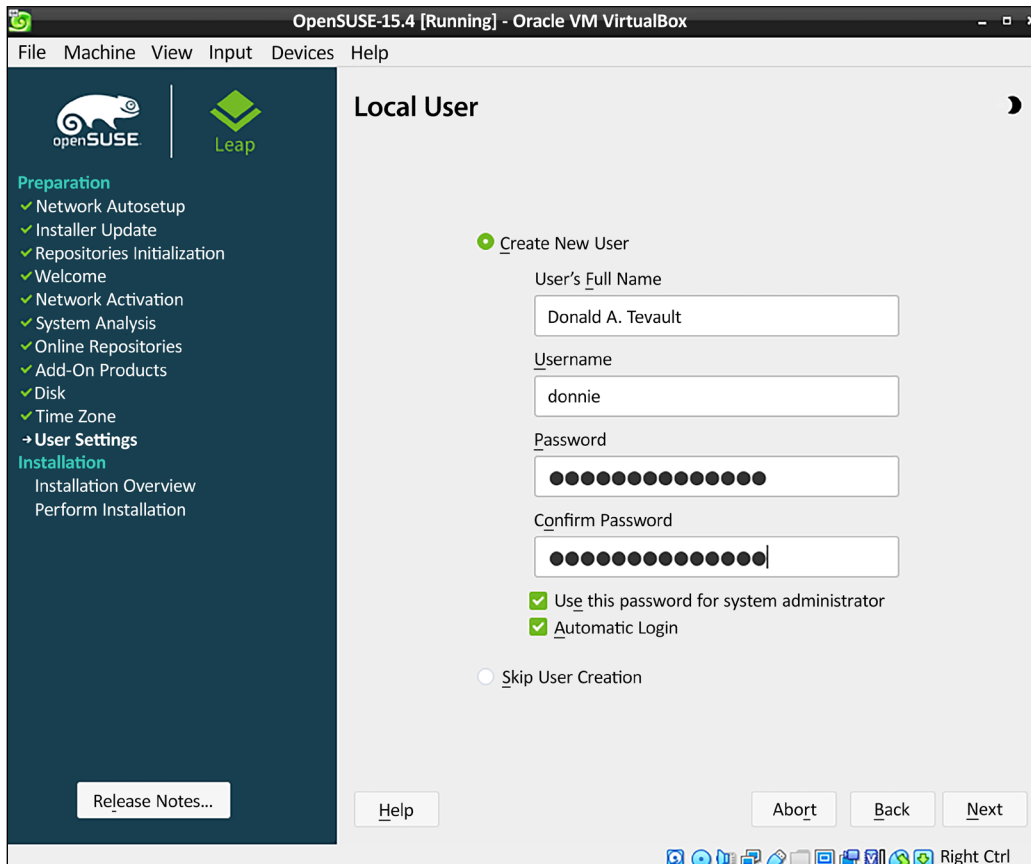 OpenSUSE-15.4 [Running] - Oracle VM VirtualBox
File Machine View Input Devices Help
openSUSE
Leap
Preparation
Network Autosetup
Installer Update
Repositories Initialization
Welcome
Network Activation
System Analysis
Online Repositories
Add-On Products
Disk
Time Zone
User Settings
Installation
Installation Overview
Perform Installation
Release Notes...
Local User
Create New User
User's Full Name
Donald A. Tevault
Username
donnie
Password
●●●●●●●●●●●●●●
Confirm Password
●●●●●●●●●●●●●●
Use this password for system administrator
Automatic Login
Skip User Creation
Help Abort Back Next
Right Ctrl